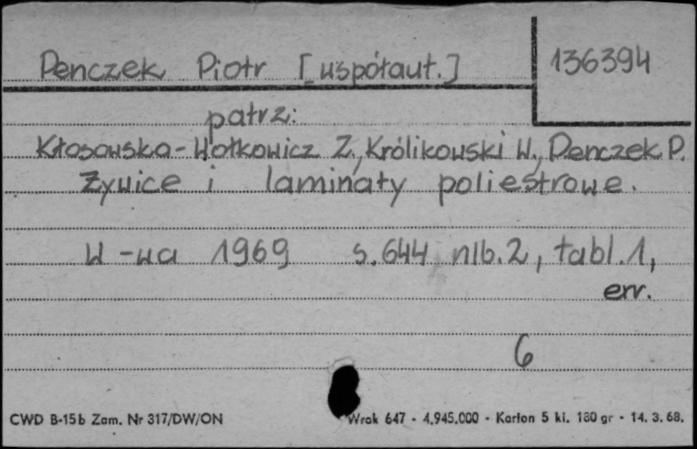 Penczek Piotr [współaut.]
136394
patrz:
Kłosowska-Wołkowicz Z., Królikowski W., Penczek P.
Żywice i laminaty poliestrowe.
W-wa 1969 s. 644, nlb. 2, tabl. 1,
err.
6
CWD B-15b Zam. Nr 317/DW/ON
Wrak 647 - 4.945.000 - Karton 5 kl. 180 gr - 14. 3. 68.